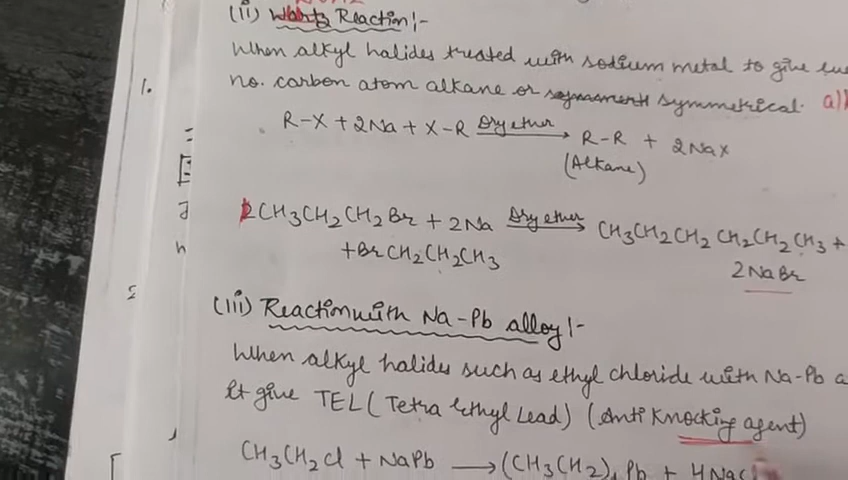 (ii) Wurtz Reaction:-
When alkyl halides treated with sodium metal to give
no. carbon atom alkane or symmetrical.
1.
R-X + 2Na + X-R Dry ether → R-R + 2NaX
(Alkane)
2CH3CH2CH2Br + 2Na Dry ether → CH3CH2CH2CH2CH2CH3 +
+BrCH2CH2CH3
2NaBr
(iii) Reaction with Na-Pb alloy:-
When alkyl halides such as ethyl chloride with Na-Pb a
It give TEL (Tetra Ethyl Lead) (Anti Knocking agent)
CH3CH2Cl + NaPb → (CH3CH2)4Pb + 4NaCl